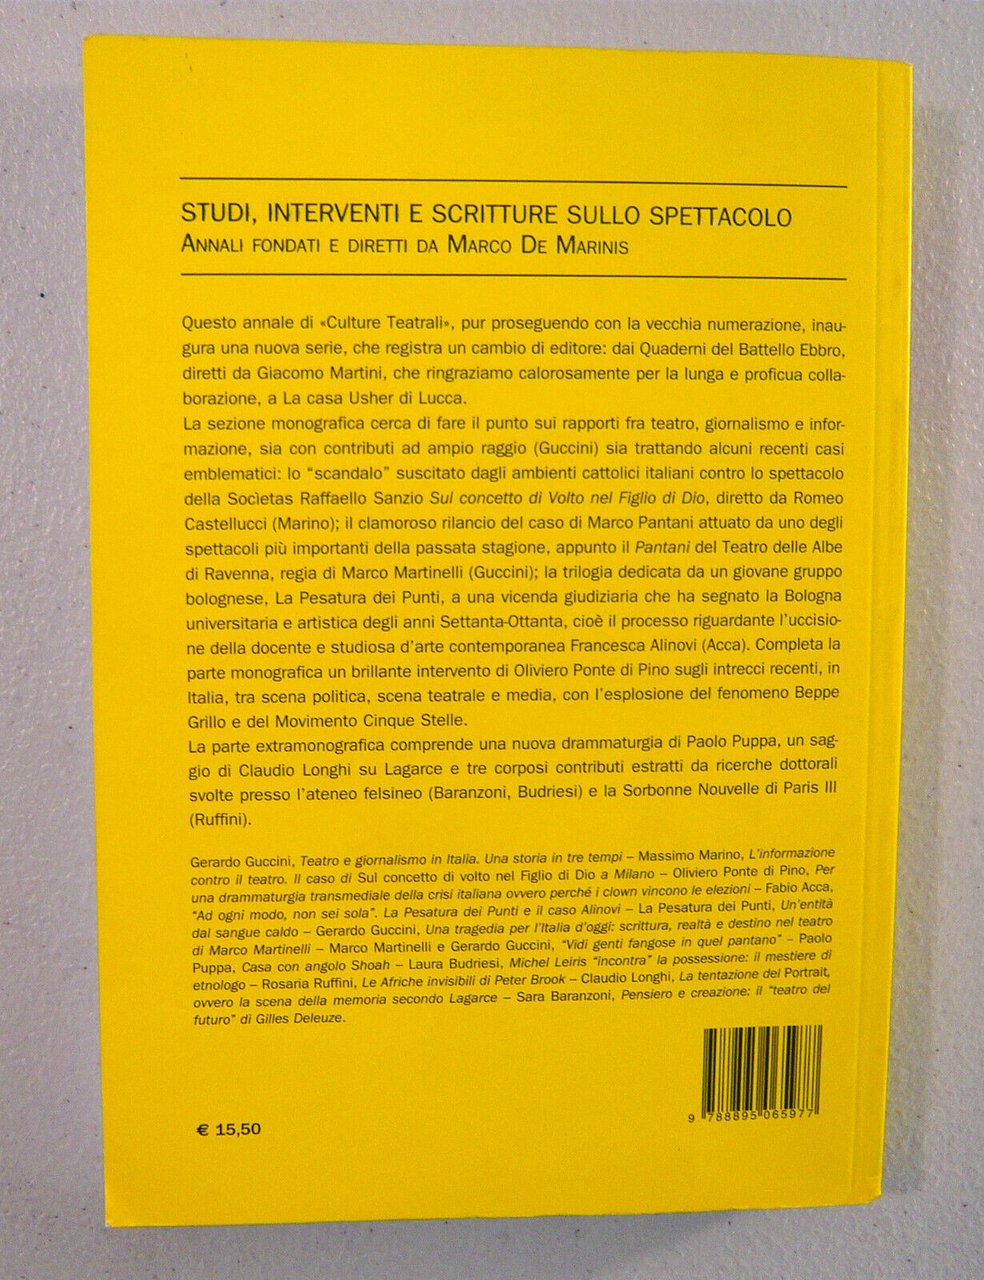 STUDI, INTERVENTI E SCRITTURE SULLO SPETTACOLO
ANNALI FONDATI E DIRETTI DA MARCO DE MARINIS
Questo annale di «Culture Teatrali», pur proseguendo con la vecchia numerazione, inau-
gura una nuova serie, che registra un cambio di editore: dai Quaderni del Battello Ebbro,
diretti da Giacomo Martini, che ringraziamo calorosamente per la lunga e proficua colla-
borazione, a La casa Usher di Lucca.
La sezione monografica cerca di fare il punto sui rapporti fra teatro, giornalismo e infor-
mazione, sia con contributi ad ampio raggio (Guccini) sia trattando alcuni recenti casi
emblematici: lo “scandalo” suscitato dagli ambienti cattolici italiani contro lo spettacolo
della Socìetas Raffaello Sanzio Sul concetto di Volto nel Figlio di Dio, diretto da Romeo
Castellucci (Marino); il clamoroso rilancio del caso di Marco Pantani attuato da uno degli
spettacoli più importanti della passata stagione, appunto il Pantani del Teatro delle Albe
di Ravenna, regia di Marco Martinelli (Guccini); la trilogia dedicata da un giovane gruppo
bolognese, La Pesatura dei Punti, a una vicenda giudiziaria che ha segnato la Bologna
universitaria e artistica degli anni Settanta-Ottanta, cioè il processo riguardante l’uccisio-
ne della docente e studiosa d’arte contemporanea Francesca Alinovi (Acca). Completa la
parte monografica un brillante intervento di Oliviero Ponte di Pino sugli intrecci recenti, in
Italia, tra scena politica, scena teatrale e media, con l’esplosione del fenomeno Beppe
Grillo e del Movimento Cinque Stelle.
La parte extramonografica comprende una nuova drammaturgia di Paolo Puppa, un sag-
gio di Claudio Longhi su Lagarce e tre corposi contributi estratti da ricerche dottorali
svolte presso l’ateneo felsineo (Baranzoni, Budriesi) e la Sorbonne Nouvelle di Paris III
(Ruffini).
Gerardo Guccini, Teatro e giornalismo in Italia. Una storia in tre tempi – Massimo Marino, L’informazione
contro il teatro. Il caso di Sul concetto di volto nel Figlio di Dio a Milano – Oliviero Ponte di Pino, Per
una drammaturgia transmediale della crisi italiana ovvero perché i clown vincono le elezioni – Fabio Acca,
“Ad ogni modo, non sei sola”. La Pesatura dei Punti e il caso Alinovi – La Pesatura dei Punti, Un’entità
dal sangue caldo – Gerardo Guccini, Una tragedia per l’Italia d’oggi: scrittura, realtà e destino nel teatro
di Marco Martinelli – Marco Martinelli e Gerardo Guccini, “Vidi genti fangose in quel pantano” – Paolo
Puppa, Casa con angolo Shoah – Laura Budriesi, Michel Leiris “incontra” la possessione: il mestiere di
etnologo – Rosaria Ruffini, Le Afriche invisibili di Peter Brook – Claudio Longhi, La tentazione del Portrait,
ovvero la scena della memoria secondo Lagarce – Sara Baranzoni, Pensiero e creazione: il “teatro del
futuro” di Gilles Deleuze.
9 788895 065977
€ 15,50